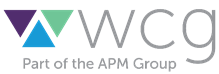 wcg
Part of the APM Group